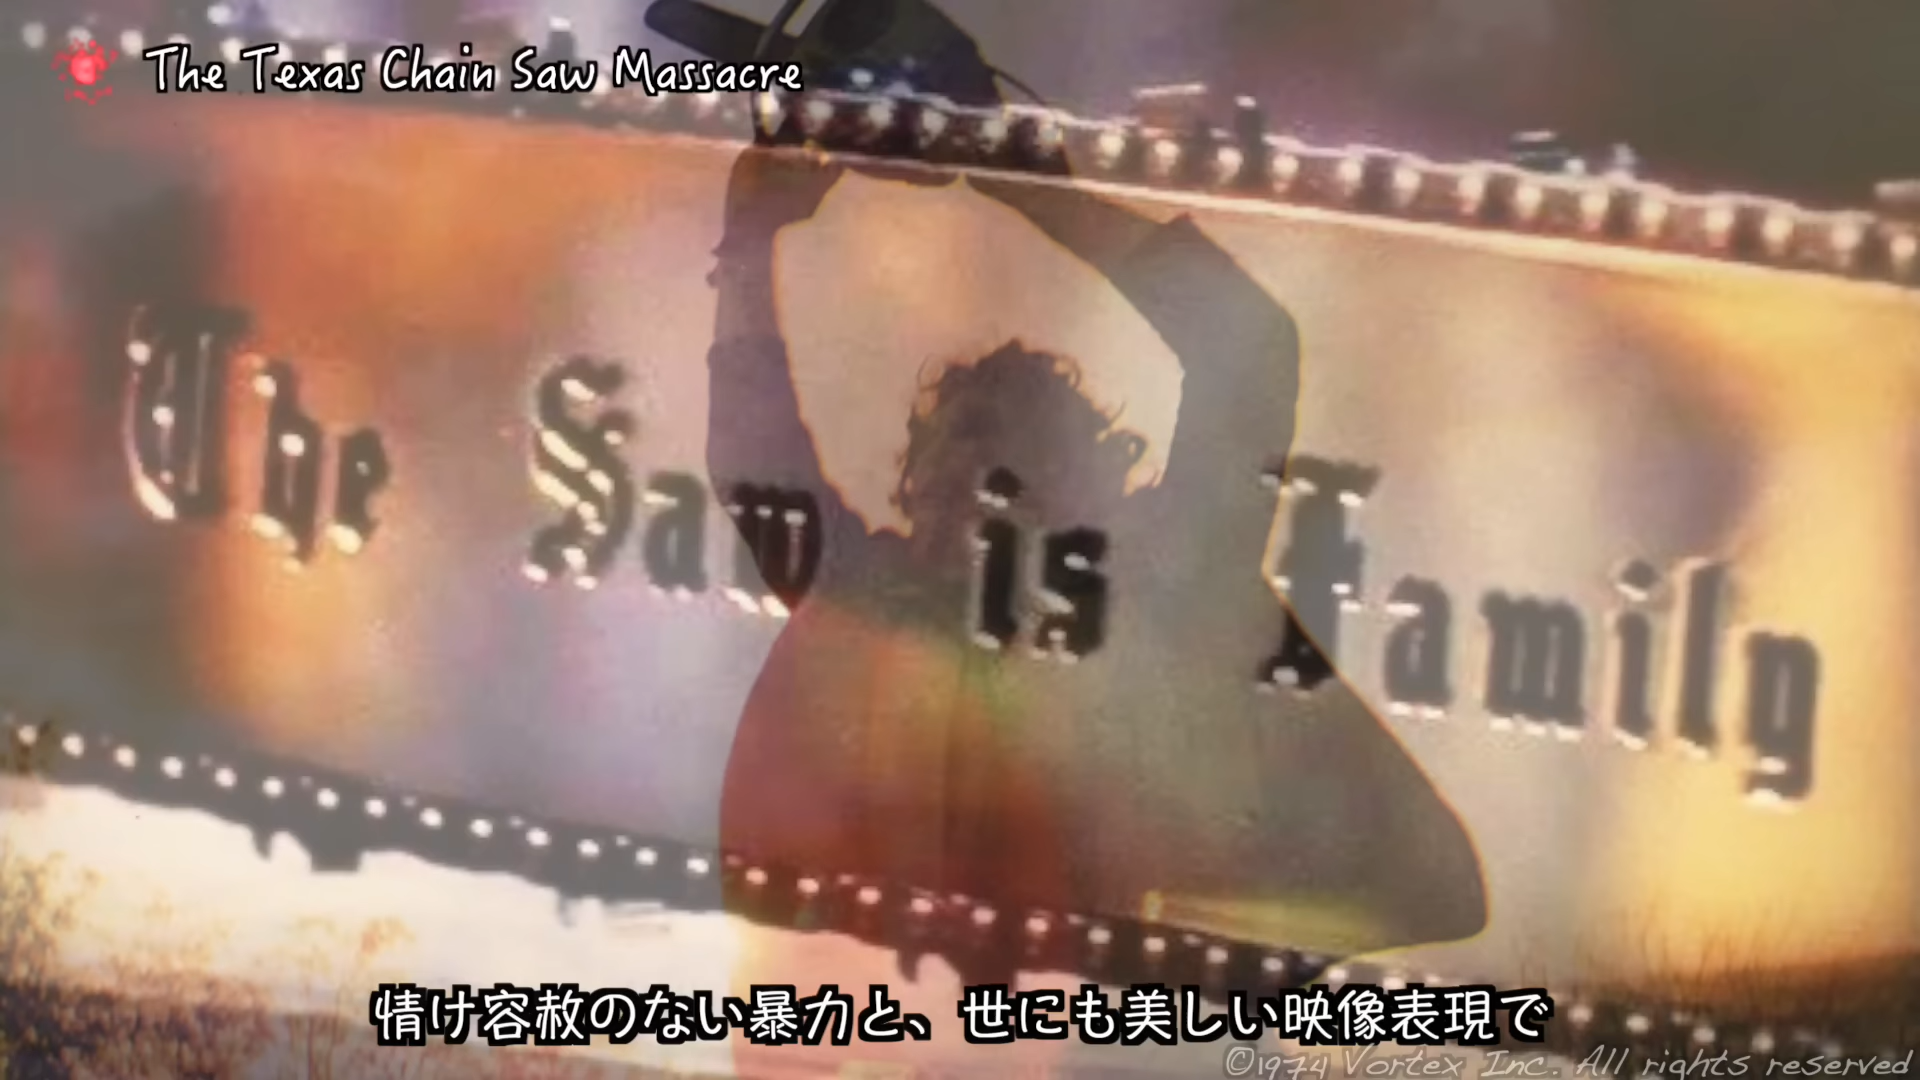 The Texas Chain Saw Massacre
The Saw is Family
情け容赦のない暴力と、世にも美しい映像表現で
©1974 Vortex Inc. All rights reserved